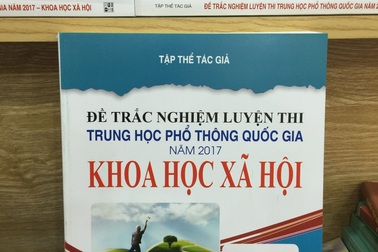 NĂM 2017 – KHOA HỌC XÃ HỘI TẬP THỂ TÁC GIẢ ĐỀ TRẮC NGHIỆM LUYỆN THI TRUNG HỌC PHỔ THÔNG QUỐC GIA NĂM
TẬP THỂ TÁC GIẢ
ĐỀ TRẮC NGHIỆM LUYỆN THI
TRUNG HỌC PHỔ THÔNG QUỐC GIA
NĂM 2017
KHOA HỌC XÃ HỘI